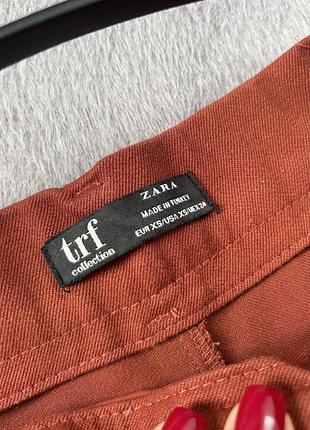 ZARA
MADE IN TURKEY
EUR XS/USA XS/MEX 24
trf
collection